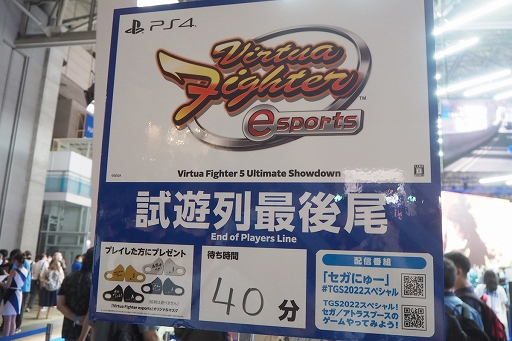 PS4
Virtua
Fighter
esports
TM
Virtua Fighter 5 Ultimate Showdown
試遊列最後尾
End of Players Line
プレイした方にプレゼント
待ち時間
40分
配信番組
「セガにゅー」
#TGS2022スペシャル
TGS2022スペシャル!
セガ/アトラスブースの
ゲームやってみよう!